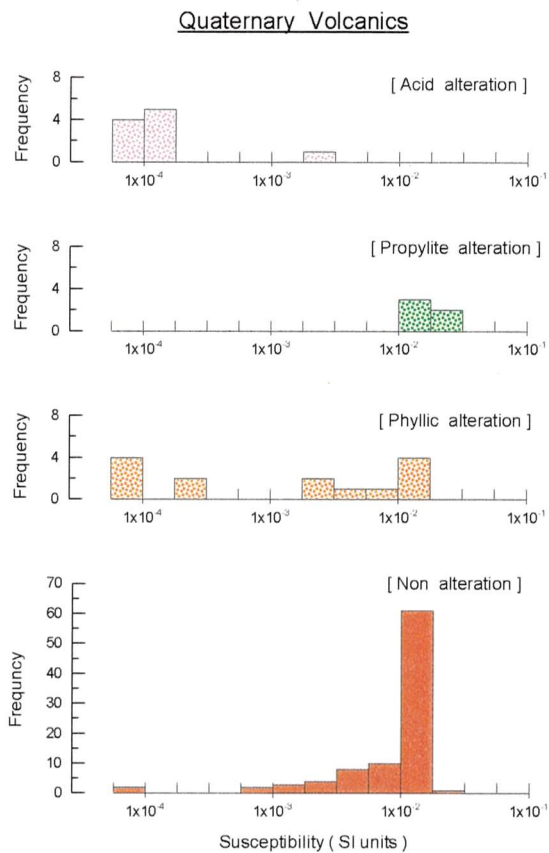 Quaternary Volcanics
[ Acid alteration ]
Frequency
8
4
0
1x10⁻⁴ 1x10⁻³ 1x10⁻² 1x10⁻¹
[ Propylite alteration ]
Frequency
8
4
0
1x10⁻⁴ 1x10⁻³ 1x10⁻² 1x10⁻¹
[ Phyllic alteration ]
Frequency
8
4
0
1x10⁻⁴ 1x10⁻³ 1x10⁻² 1x10⁻¹
[ Non alteration ]
Frequncy
70
60
50
40
30
20
10
0
1x10⁻⁴ 1x10⁻³ 1x10⁻² 1x10⁻¹
Susceptibility ( SI units )